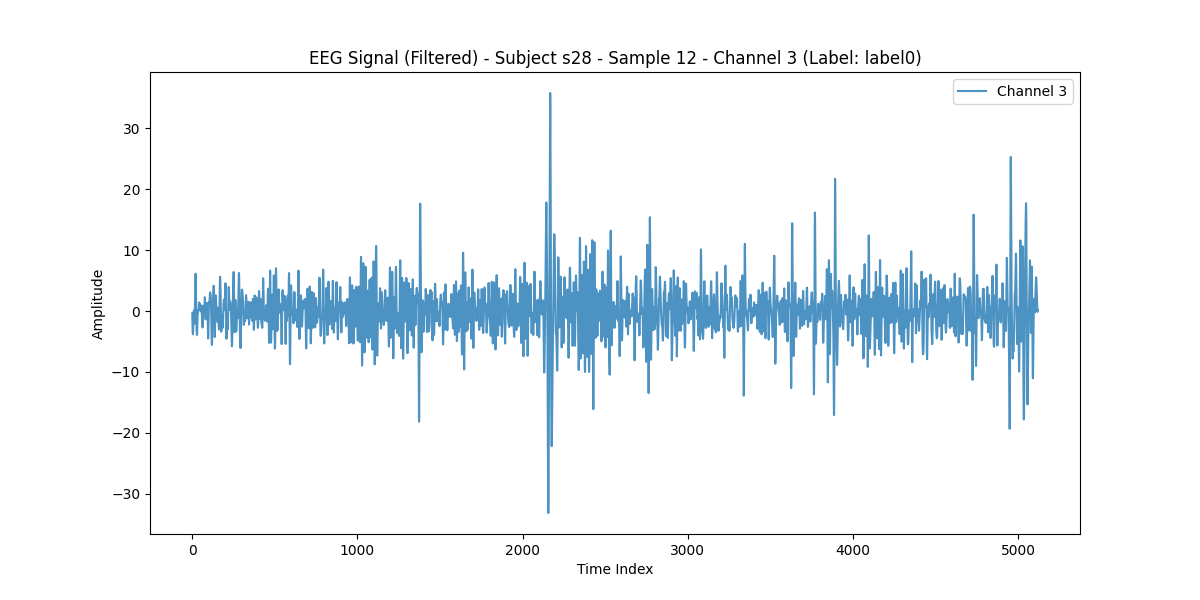 EEG Signal (Filtered) - Subject s28 - Sample 12 - Channel 3 (Label: label0)
Channel 3
30
20
10
0
−10
−20
−30
Amplitude
0 1000 2000 3000 4000 5000
Time Index